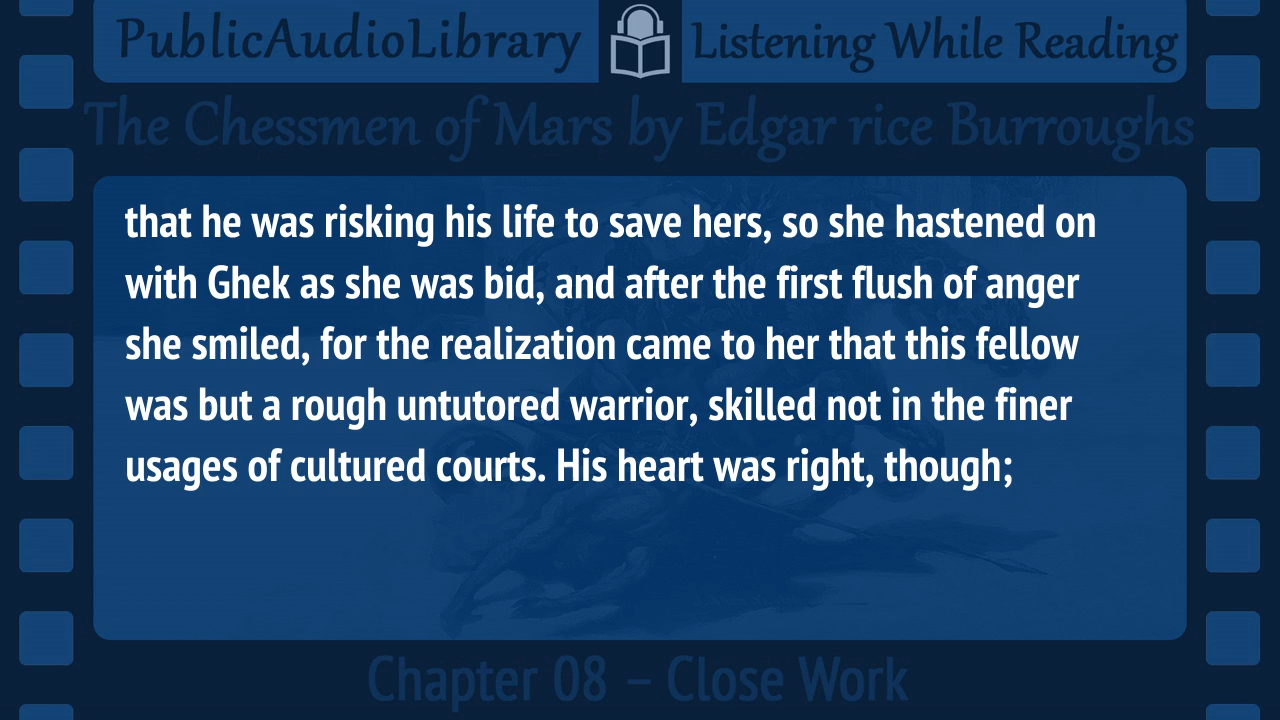 PublicAudioLibrary Listening While Reading
The Chessmen of Mars by Edgar rice Burroughs
that he was risking his life to save hers, so she hastened on
with Ghek as she was bid, and after the first flush of anger
she smiled, for the realization came to her that this fellow
was but a rough untutored warrior, skilled not in the finer
usages of cultured courts. His heart was right, though;
Chapter 08 – Close Work